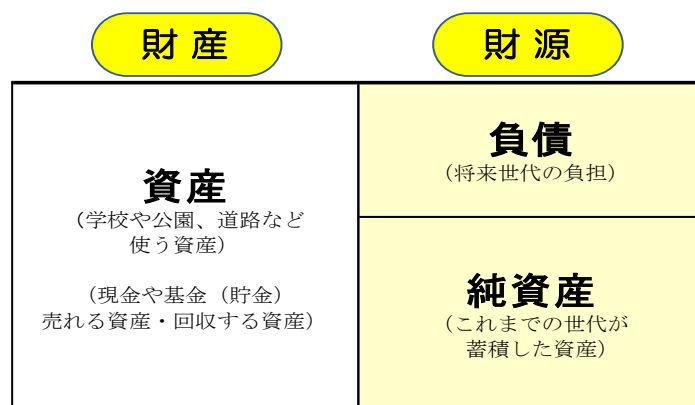 財産
財源
資産
（学校や公園、道路など
使う資産）
（現金や基金（貯金）
売れる資産・回収する資産）
負債
（将来世代の負担）
純資産
（これまでの世代が
蓄積した資産）